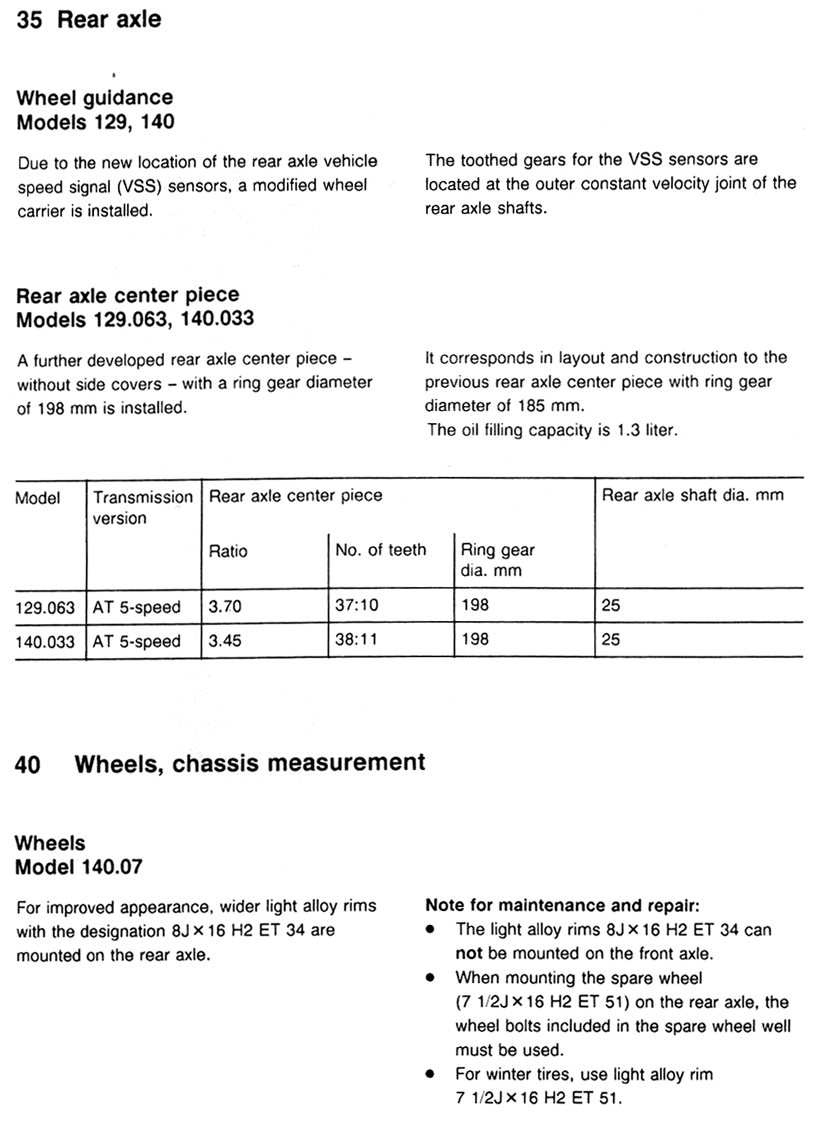 35 Rear axle
Wheel guidance
Models 129, 140
Due to the new location of the rear axle vehicle
speed signal (VSS) sensors, a modified wheel
carrier is installed.
The toothed gears for the VSS sensors are
located at the outer constant velocity joint of the
rear axle shafts.
Rear axle center piece
Models 129.063, 140.033
A further developed rear axle center piece –
without side covers – with a ring gear diameter
of 198 mm is installed.
It corresponds in layout and construction to the
previous rear axle center piece with ring gear
diameter of 185 mm.
The oil filling capacity is 1.3 liter.
Model Transmission Rear axle center piece Rear axle shaft dia. mm
version
Ratio No. of teeth Ring gear
dia. mm
129.063 AT 5-speed 3.70 37:10 198 25
140.033 AT 5-speed 3.45 38:11 198 25
40 Wheels, chassis measurement
Wheels
Model 140.07
For improved appearance, wider light alloy rims
with the designation 8J × 16 H2 ET 34 are
mounted on the rear axle.
Note for maintenance and repair:
● The light alloy rims 8J × 16 H2 ET 34 can
not be mounted on the front axle.
● When mounting the spare wheel
(7 1/2J × 16 H2 ET 51) on the rear axle, the
wheel bolts included in the spare wheel well
must be used.
● For winter tires, use light alloy rim
7 1/2J × 16 H2 ET 51.